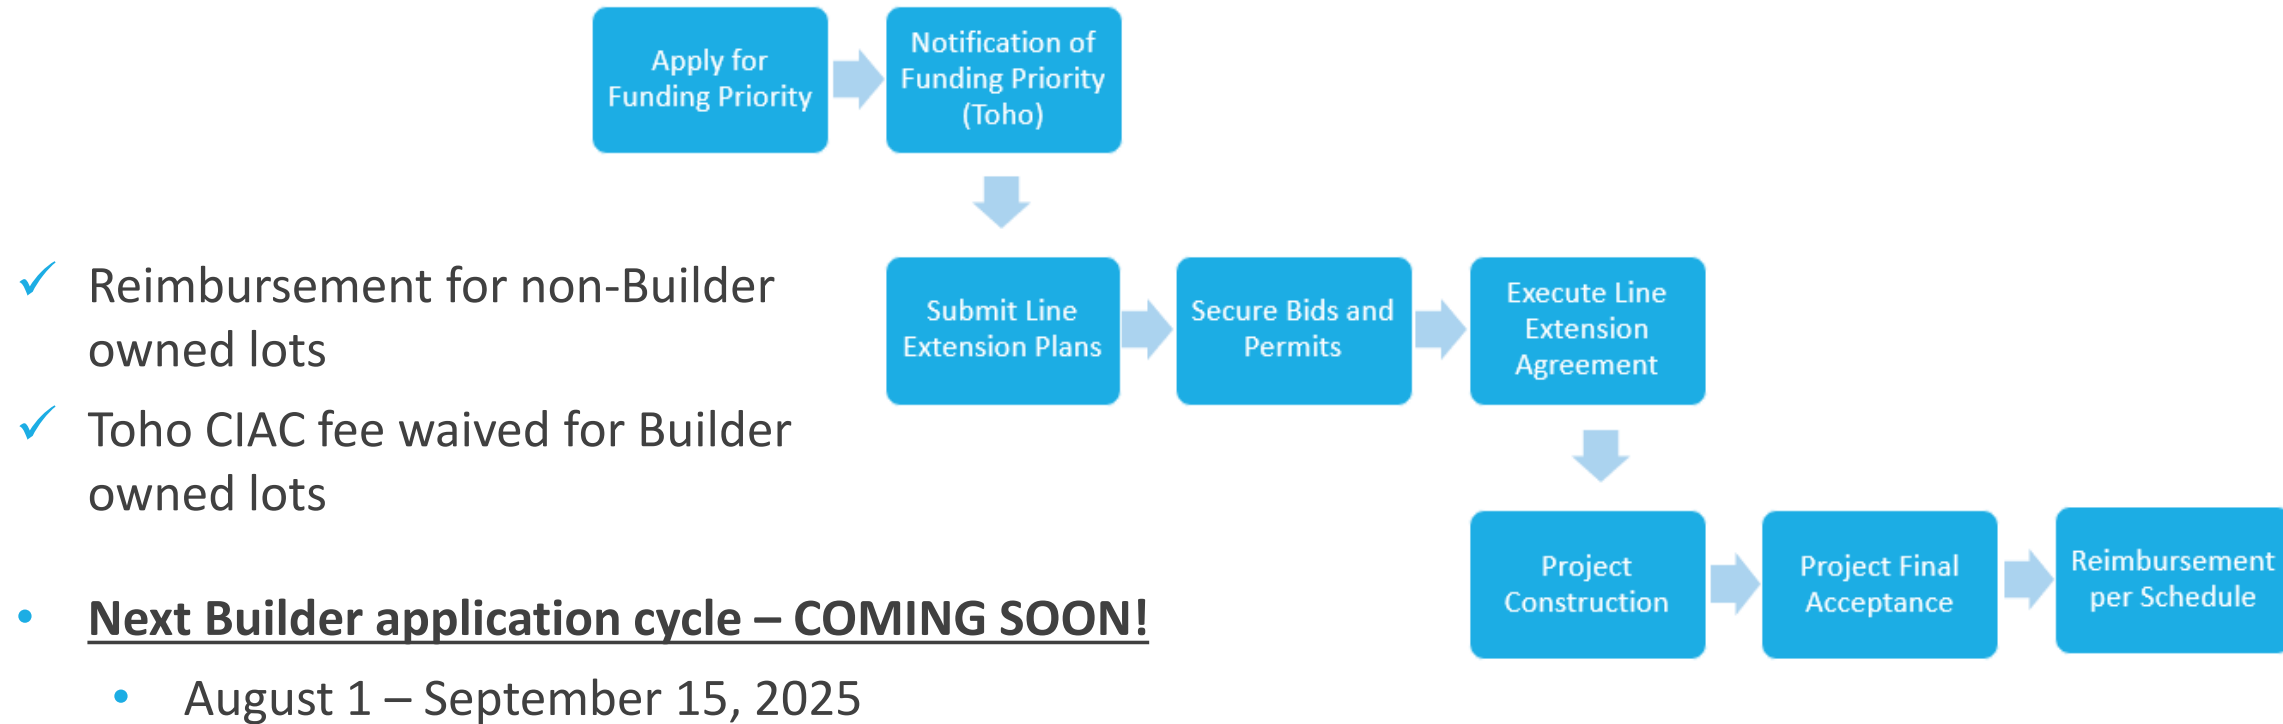 Apply for
Funding Priority
Notification of
Funding Priority
(Toho)
Submit Line
Extension Plans
Secure Bids and
Permits
Execute Line
Extension
Agreement
Project
Construction
Project Final
Acceptance
Reimbursement
per Schedule
✓ Reimbursement for non-Builder
owned lots
✓ Toho CIAC fee waived for Builder
owned lots
• Next Builder application cycle – COMING SOON!
• August 1 – September 15, 2025